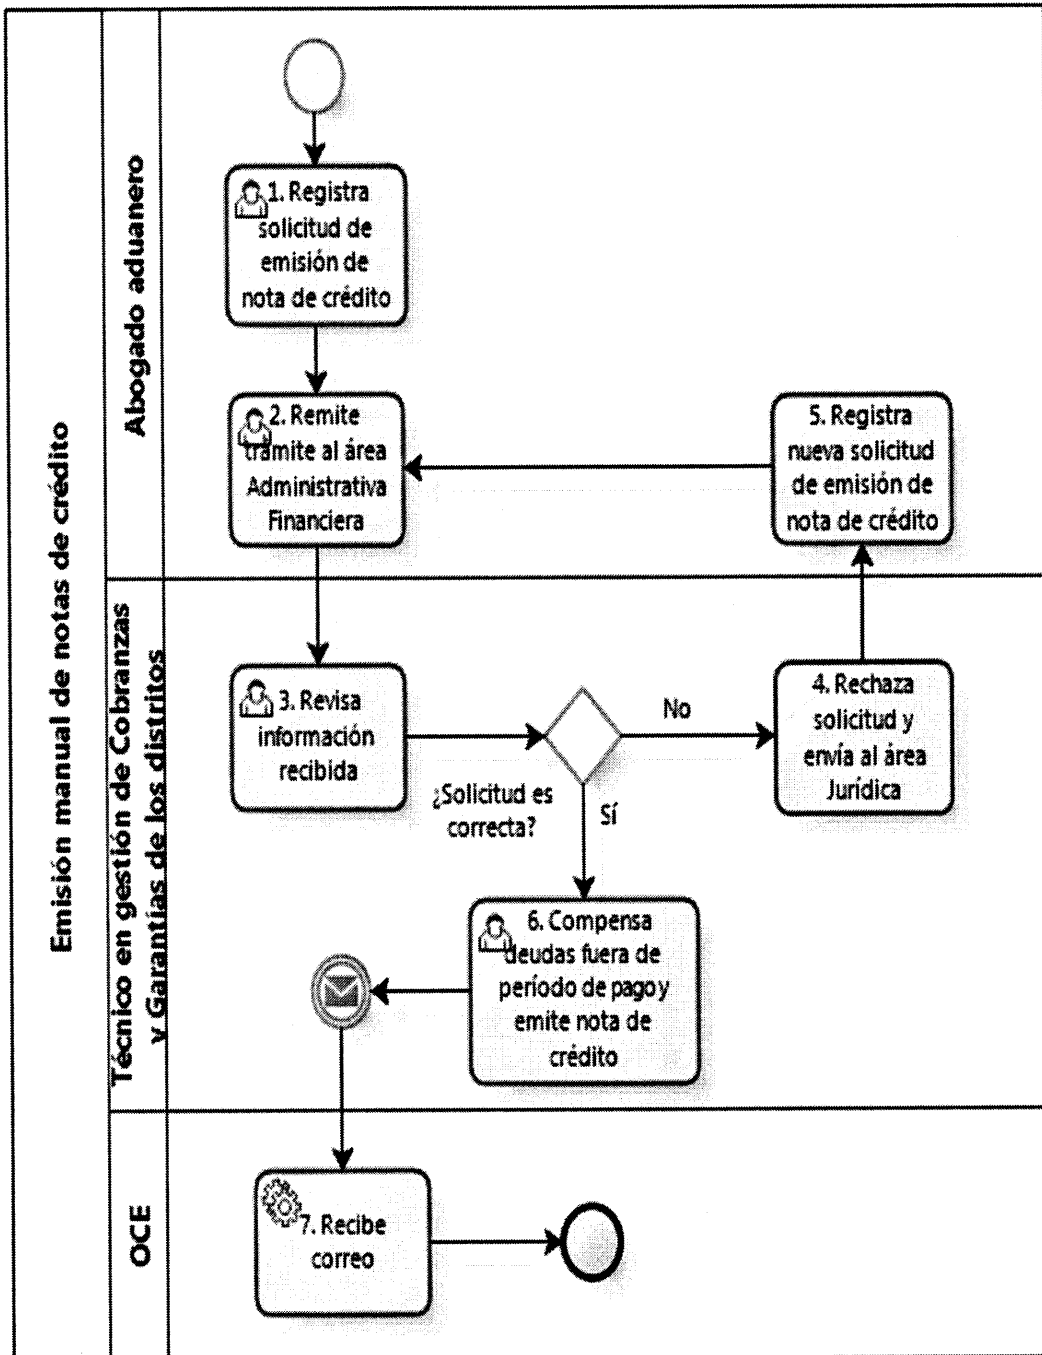 Emisión manual de notas de crédito
Abogado aduanero
1. Registra
solicitud de
emisión de
nota de crédito
2. Remite
trámite al área
Administrativa
Financiera
5. Registra
nueva solicitud
de emisión de
nota de crédito
Técnico en gestión de Cobranzas
y Garantías de los distritos
3. Revisa
información
recibida
¿Solicitud es
correcta?
No
Sí
4. Rechaza
solicitud y
envía al área
Jurídica
6. Compensa
deudas fuera de
período de pago y
emite nota de
crédito
OCE
7. Recibe
correo